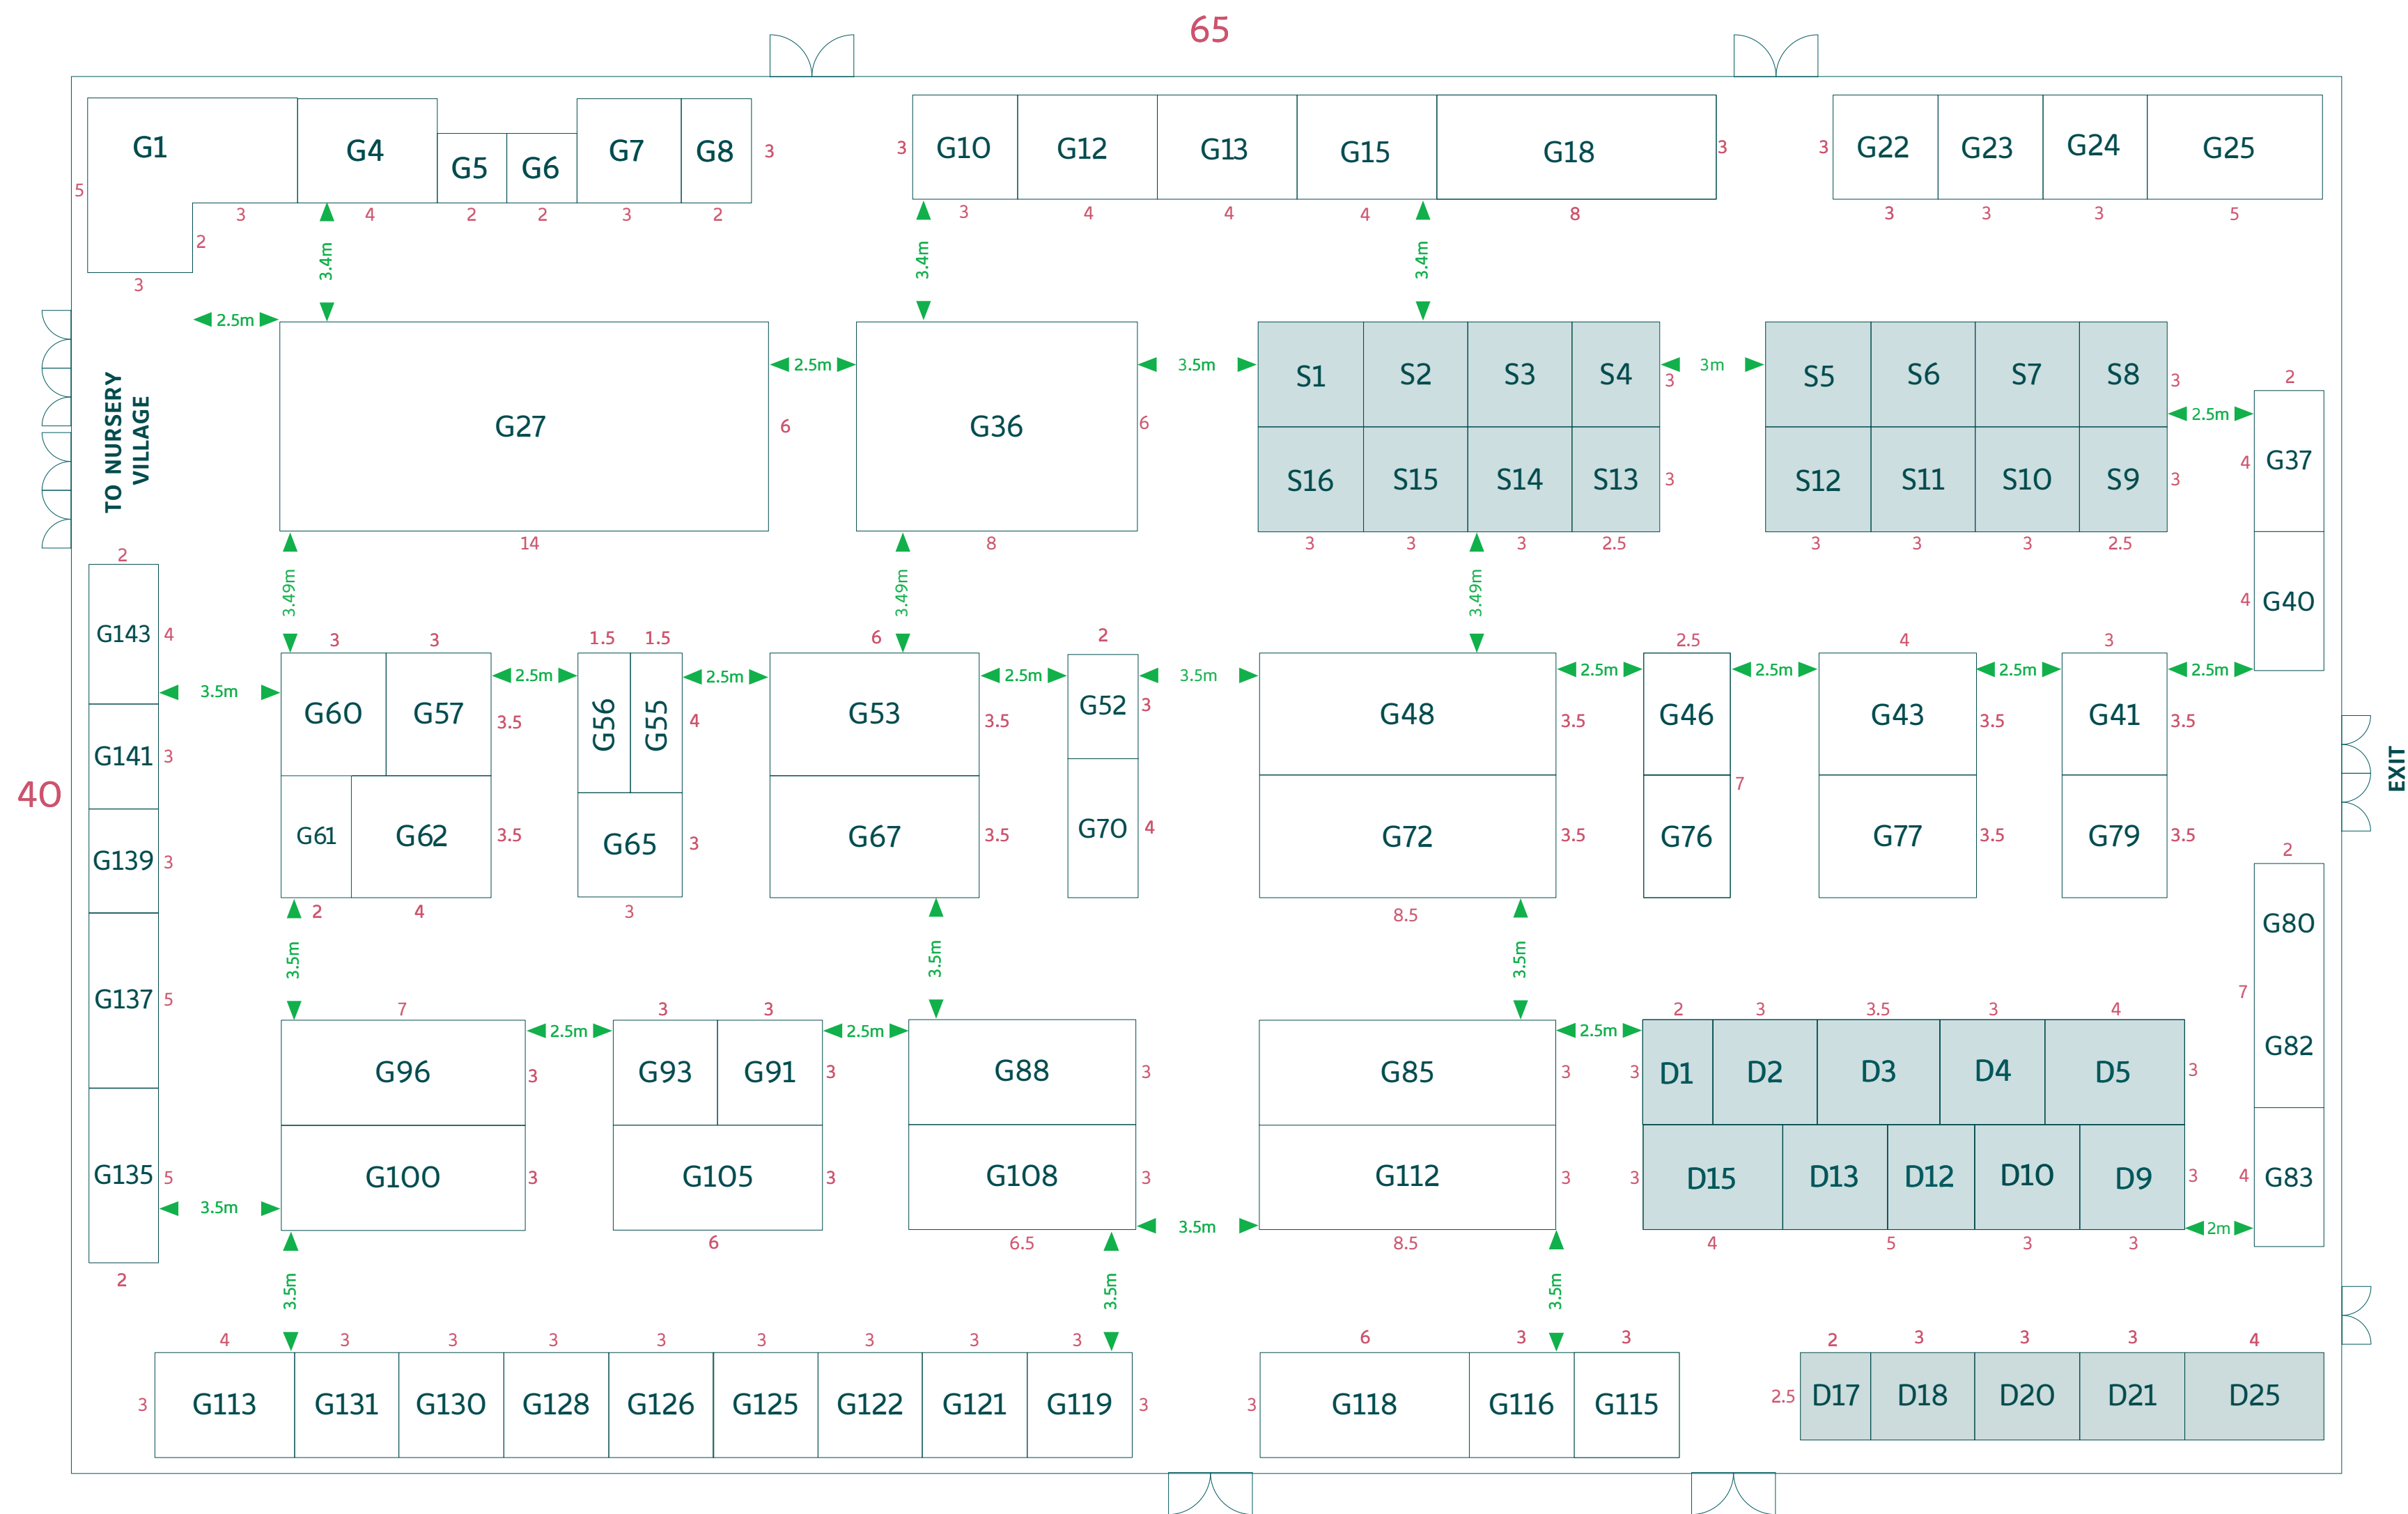 65
G1
G4
G5
G6
G7
G8
3
3
G10
G12
G13
G15
G18
3
3
G22
G23
G24
G25
5
3
4
2
2
3
2
3
4
4
4
8
3
3
3
5
2
3
3.4m
3.4m
3.4m
2.5m
TO NURSERY
VILLAGE
G27
6
14
2.5m
G36
6
8
3.5m
S1
S2
S3
S4
3
S16
S15
S14
S13
3
3
3
3
2.5
3m
S5
S6
S7
S8
3
S12
S11
S10
S9
3
3
3
3
2.5
2.5m
2
G37
4
G40
4
3.49m
3.49m
3.49m
40
2
G143
4
G141
3
G139
3
G137
5
G135
5
2
3.5m
3
3
G60
G57
3.5
G61
G62
3.5
2
4
2.5m
1.5
1.5
G56
G55
4
G65
3
3
2.5m
6
G53
3.5
G67
3.5
2.5m
2
G52
3
G70
4
3.5m
G48
3.5
G72
3.5
8.5
2.5m
2.5
G46
7
G76
2.5m
4
G43
3.5
G77
3.5
2.5m
3
G41
3.5
G79
3.5
2.5m
EXIT
2
G80
7
G82
G83
4
3.5m
3.5m
3.5m
7
G96
3
G100
3
3.5m
2.5m
3
3
G93
G91
3
G105
3
6
2.5m
G88
3
G108
3
6.5
3.5m
G85
3
G112
3
8.5
2.5m
2
3
3.5
3
4
3
D1
D2
D3
D4
D5
3
3
D15
D13
D12
D10
D9
3
4
5
3
3
2m
3.5m
3.5m
3.5m
4
3
3
3
3
3
3
3
3
3
G113
G131
G130
G128
G126
G125
G122
G121
G119
3
6
3
3
3
G118
G116
G115
2
3
3
3
4
2.5
D17
D18
D20
D21
D25